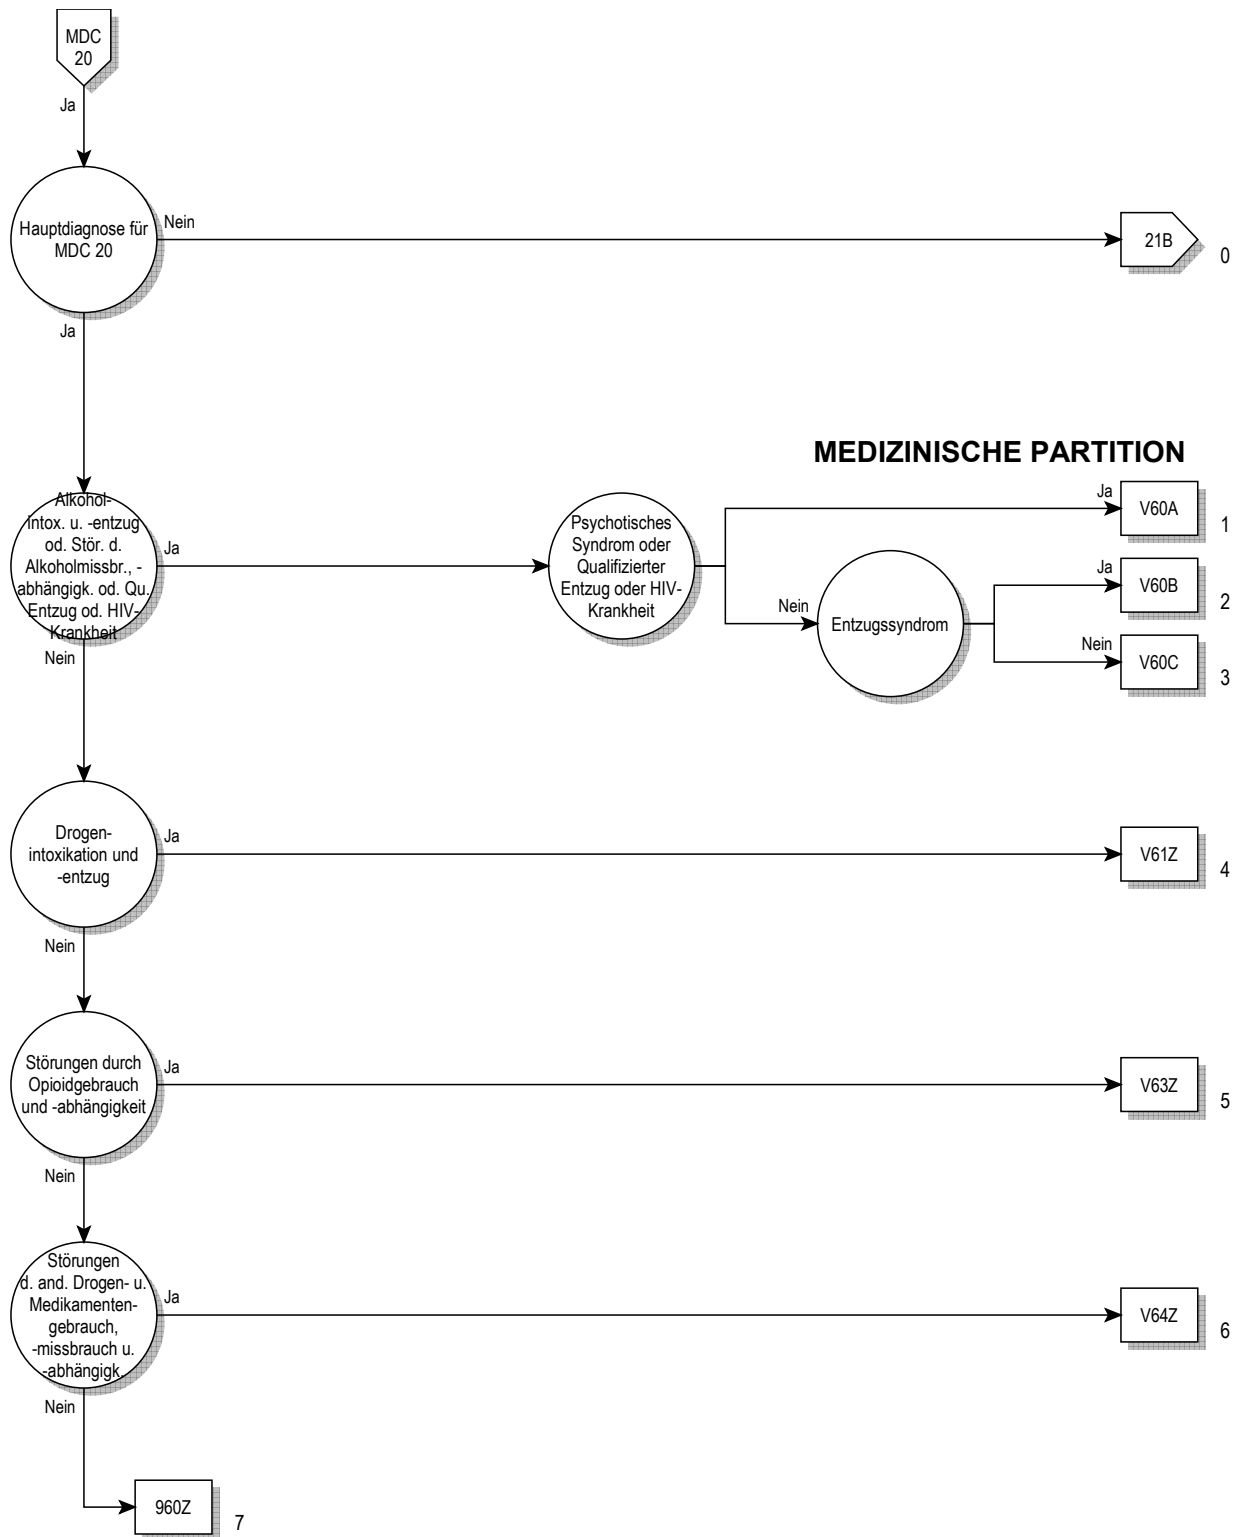 MDC
20
Ja
Hauptdiagnose für
MDC 20
Nein
21B
0
Ja
MEDIZINISCHE PARTITION
Alkohol-
intox. u. -entzug
od. Stör. d.
Alkoholmissbr., -
abhängigk. od. Qu.
Entzug od. HIV-
Krankheit
Ja
Psychotisches
Syndrom oder
Qualifizierter
Entzug oder HIV-
Krankheit
Ja
V60A
1
Nein
Entzugssyndrom
Ja
V60B
2
Nein
V60C
3
Nein
Drogen-
intoxikation und
-entzug
Ja
V61Z
4
Nein
Störungen durch
Opioidgebrauch
und -abhängigkeit
Ja
V63Z
5
Nein
Störungen
d. and. Drogen- u.
Medikamenten-
gebrauch,
-missbrauch u.
-abhängigk.
Ja
V64Z
6
Nein
960Z
7